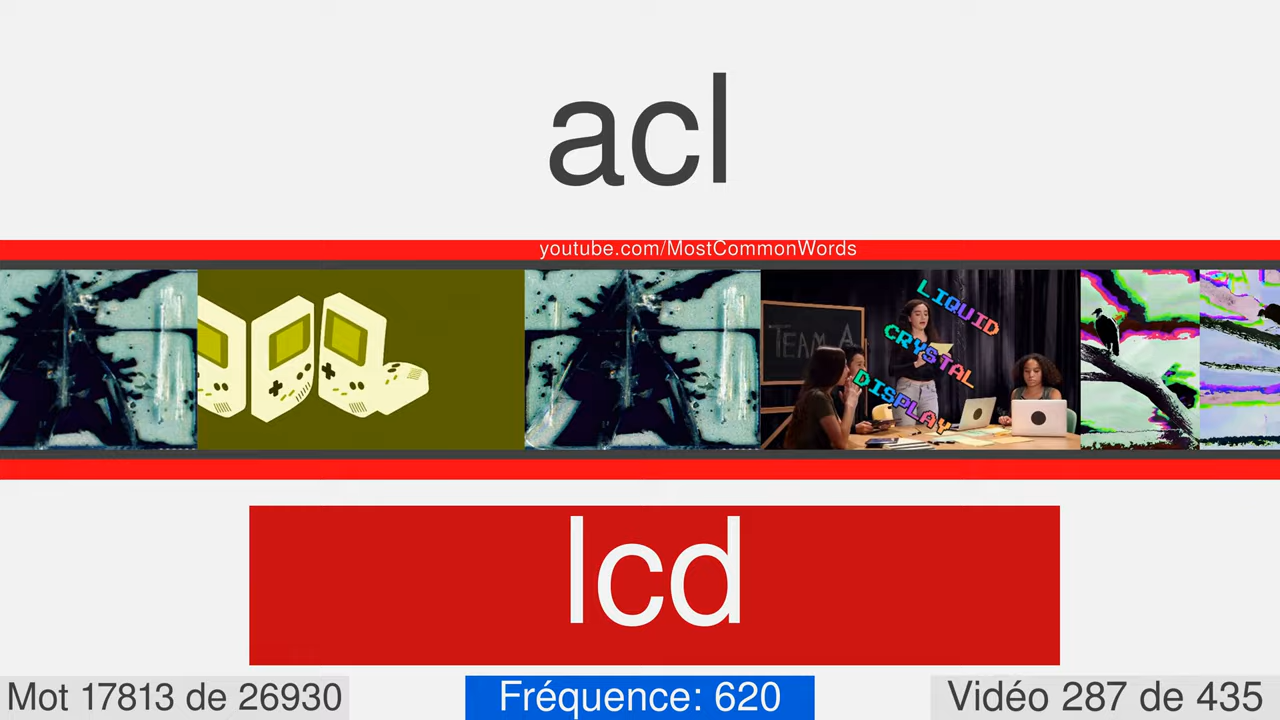 acl
youtube.com/MostCommonWords
TEAM A
LIQUID
CRYSTAL
DISPLAY
lcd
Mot 17813 de 26930
Fréquence: 620
Vidéo 287 de 435